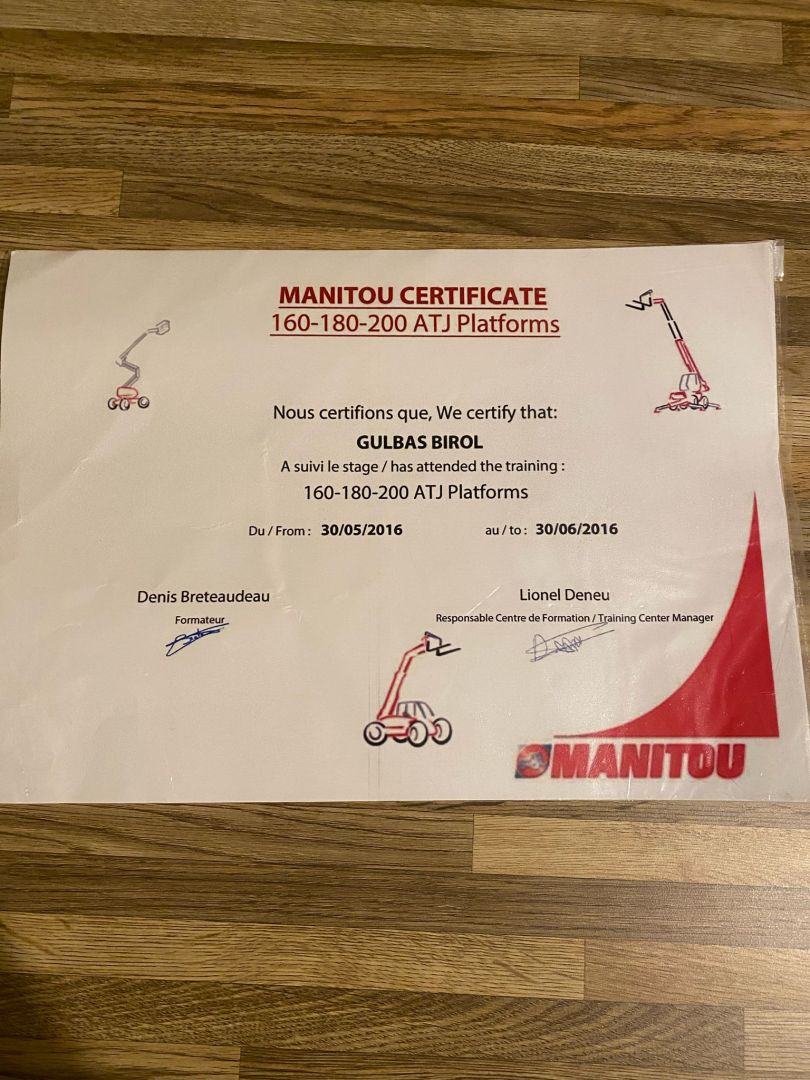 MANITOU CERTIFICATE
160-180-200 ATJ Platforms
Nous certifions que, We certify that:
GULBAS BIROL
A suivi le stage / has attended the training :
160-180-200 ATJ Platforms
Du / From : 30/05/2016 au / to : 30/06/2016
Denis Breteaudeau
Formateur
Lionel Deneu
Responsable Centre de Formation / Training Center Manager
MANITOU